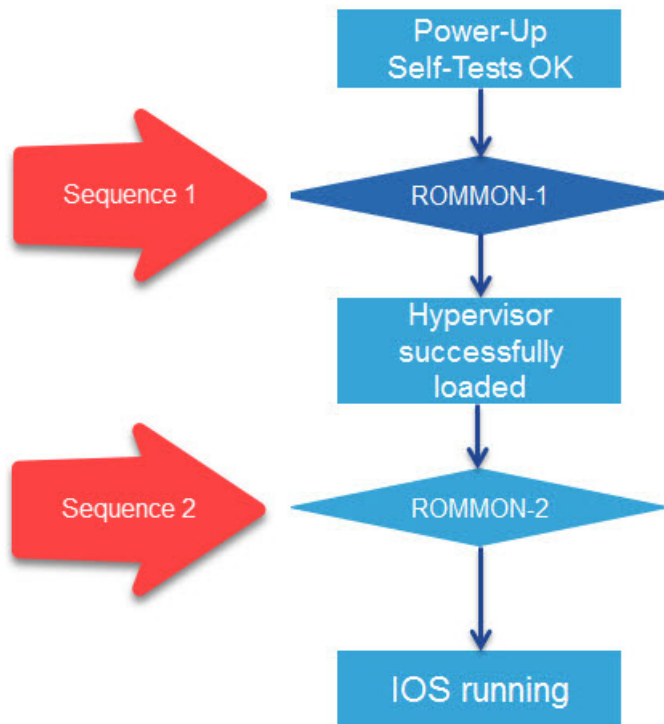 Power-Up
Self-Tests OK
Sequence 1
ROMMON-1
Hypervisor
successfully
loaded
Sequence 2
ROMMON-2
IOS running